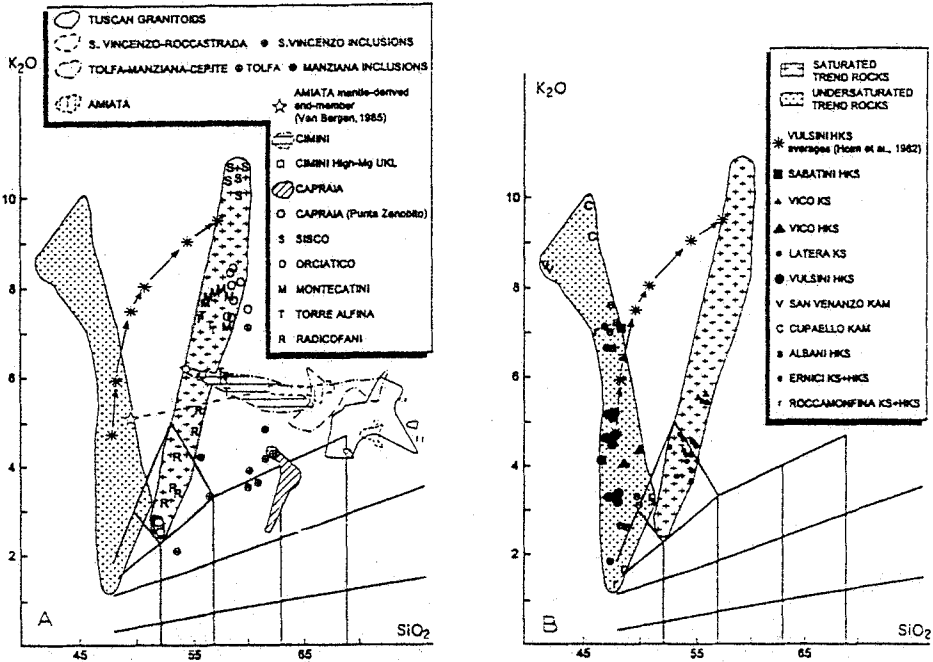 TUSCAN GRANITOIDS
S. VINCENZO-ROCCASTRADA S.VINCENZO INCLUSIONS
TOLFA-MANZIANA-CERITE TOLFA MANZIANA INCLUSIONS
AMIATA
AMIATA mantle-derived
end-member
(Van Bergen, 1985)
CIMINI
CIMINI High-Mg UKL
CAPRAIA
CAPRAIA (Punta Zenobito)
S SISCO
O ORCIATICO
M MONTECATINI
T TORRE ALFINA
R RADICOFANI
K2O
10
8
6
4
2
A
SiO2
45
55
65
K2O
SATURATED
TREND ROCKS
UNDERSATURATED
TREND ROCKS
VULSINI HKS
averages (Holm et al., 1982)
SABATINI HKS
VICO KS
VICO HKS
LATERA KS
VULSINI HKS
V SAN VENANZO KAM
C CUPAELLO KAM
ALBANI HKS
ERNICI KS+HKS
r ROCCAMONFINA KS+HKS
10
8
6
4
2
B
SiO2
45
55
65